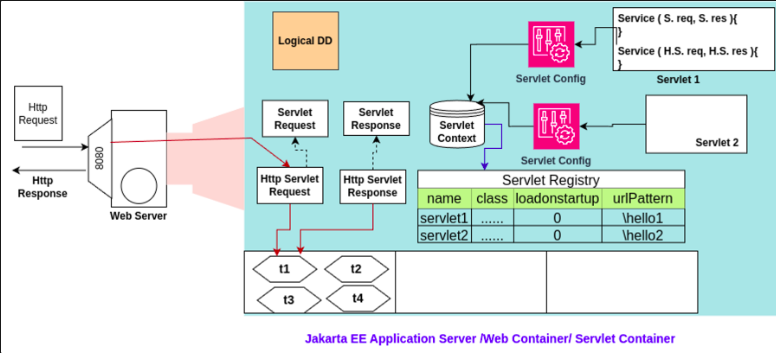 Logical DD
Service ( S. req, S. res ){
}
Service ( H.S. req, H.S. res ){
}
Servlet 1
Servlet Config
Http
Request
8080
Http
Response
Web Server
Servlet
Request
Servlet
Response
Servlet
Context
Servlet Config
Servlet 2
Http Servlet
Request
Http Servlet
Response
Servlet Registry
name class loadonstartup urlPattern
servlet1 ...... 0 \hello1
servlet2 ...... 0 \hello2
t1 t2
t3 t4
Jakarta EE Application Server /Web Container/ Servlet Container